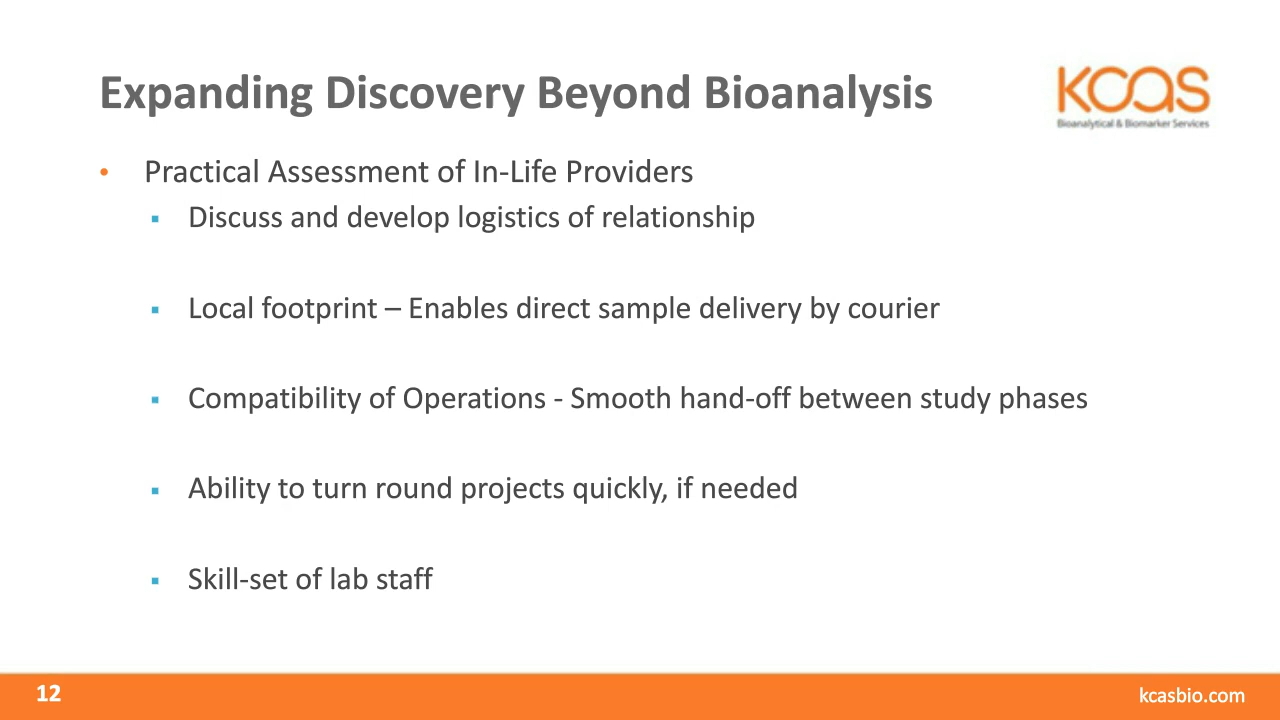 Expanding Discovery Beyond Bioanalysis
KCAS
Bioanalytical & Biomarker Services
• Practical Assessment of In-Life Providers
▪ Discuss and develop logistics of relationship
▪ Local footprint – Enables direct sample delivery by courier
▪ Compatibility of Operations - Smooth hand-off between study phases
▪ Ability to turn round projects quickly, if needed
▪ Skill-set of lab staff
12
kcasbio.com